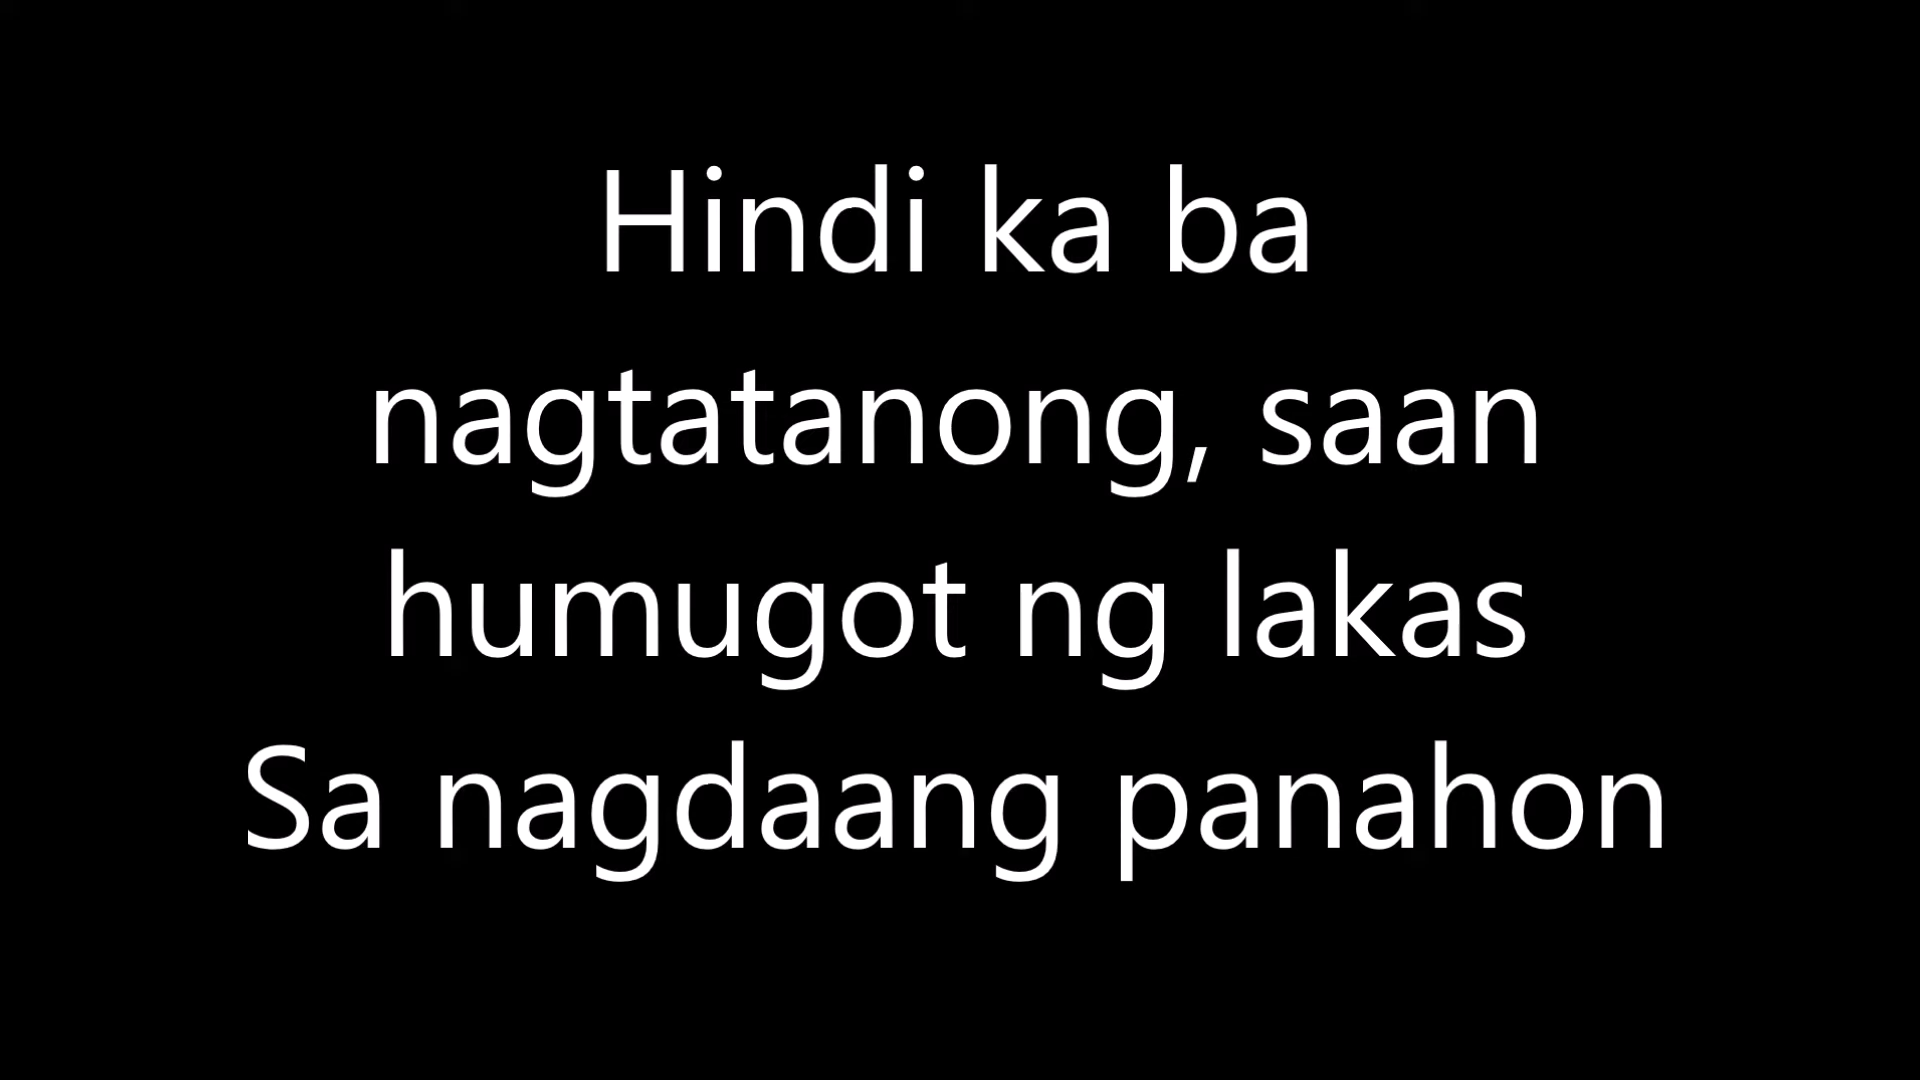 Hindi ka ba
nagtatanong, saan
humugot ng lakas
Sa nagdaang panahon